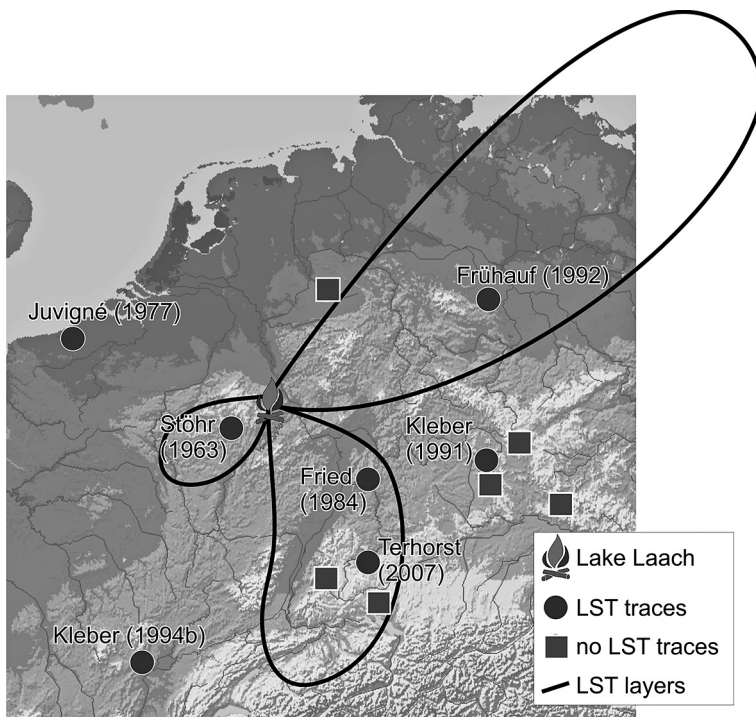 Frühauf (1992)
Juvigné (1977)
Stöhr
(1963)
Kleber
(1991)
Fried
(1984)
Terhorst
(2007)
Kleber (1994b)
Lake Laach
LST traces
no LST traces
LST layers